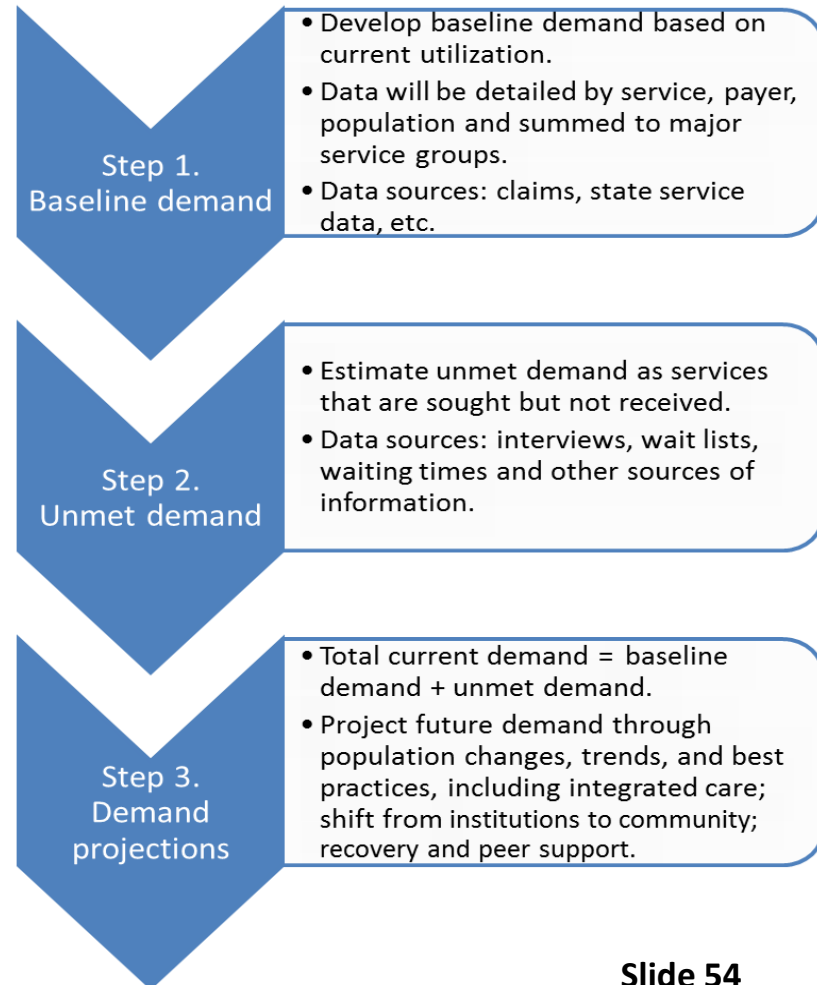 Step 1.
Baseline demand
• Develop baseline demand based on
current utilization.
• Data will be detailed by service, payer,
population and summed to major
service groups.
• Data sources: claims, state service
data, etc.
Step 2.
Unmet demand
• Estimate unmet demand as services
that are sought but not received.
• Data sources: interviews, wait lists,
waiting times and other sources of
information.
Step 3.
Demand
projections
• Total current demand = baseline
demand + unmet demand.
• Project future demand through
population changes, trends, and best
practices, including integrated care;
shift from institutions to community;
recovery and peer support.
Slide 54